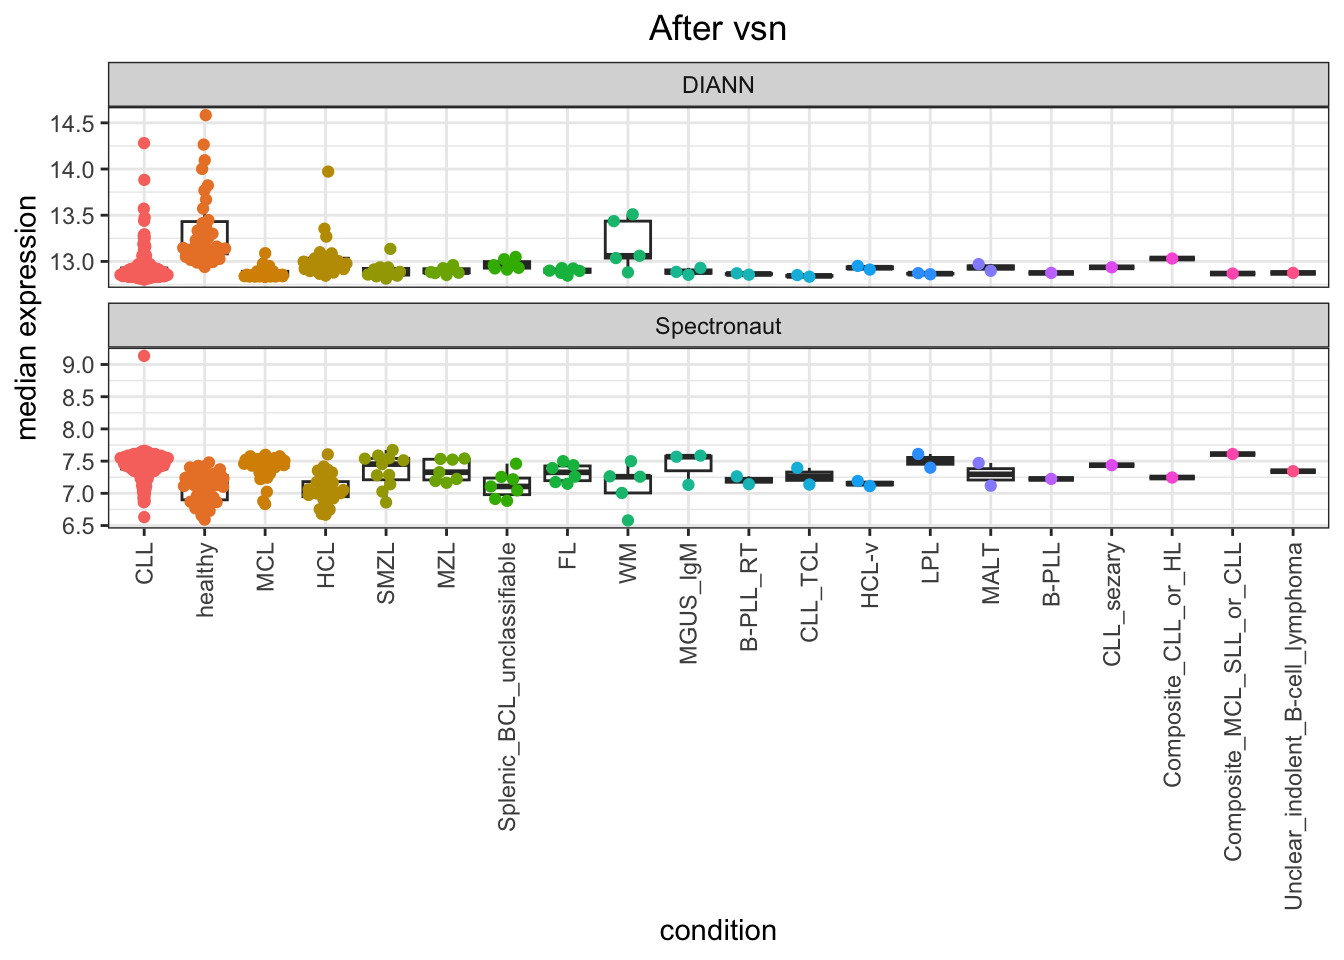 After vsn
DIANN
14.5
14.0
13.5
13.0
Spectronaut
9.0
8.5
8.0
7.5
7.0
6.5
median expression
CLL
healthy
MCL
HCL
SMZL
MZL
Splenic_BCL_unclassifiable
FL
WM
MGUS_IgM
B-PLL_RT
CLL_TCL
HCL-v
LPL
MALT
B-PLL
CLL_sezary
Composite_CLL_or_HL
Composite_MCL_SLL_or_CLL
Unclear_indolent_B-cell_lymphoma
condition